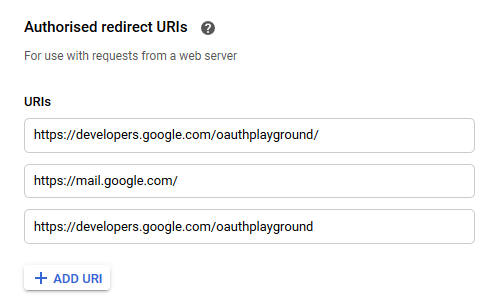 Authorised redirect URIs
For use with requests from a web server
URIs
https://developers.google.com/oauthplayground/
https://mail.google.com/
https://developers.google.com/oauthplayground
+ ADD URI